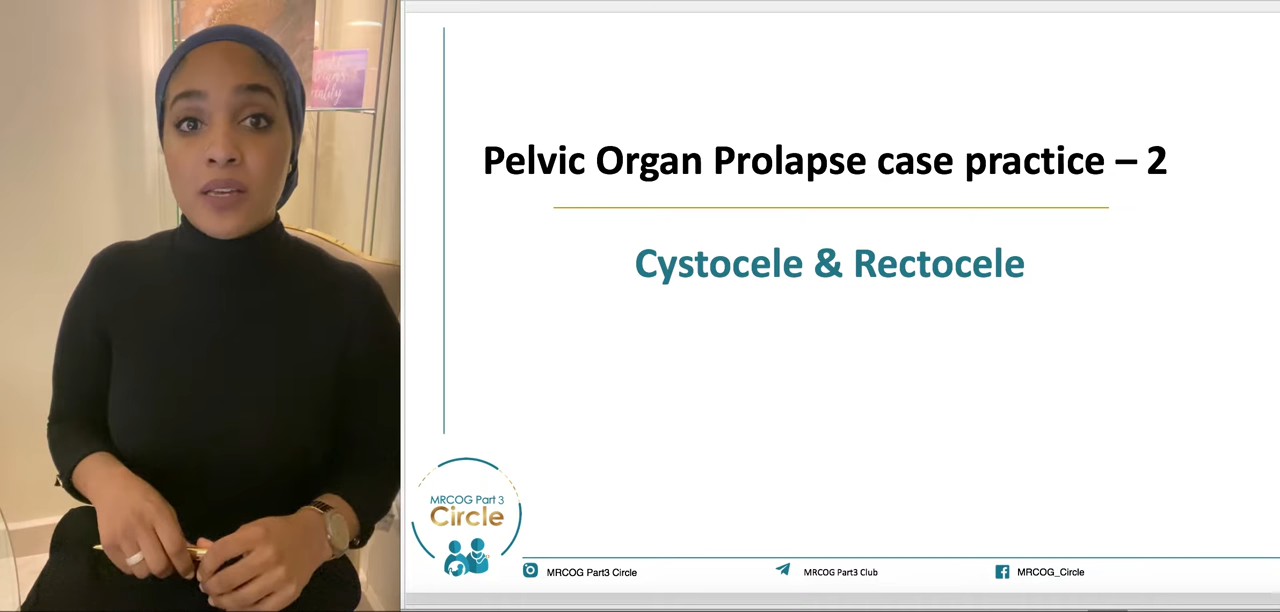 reality
Pelvic Organ Prolapse case practice – 2
Cystocele & Rectocele
MRCOG Part 3
Circle
MRCOG Part3 Circle
MRCOG Part3 Club
MRCOG_Circle